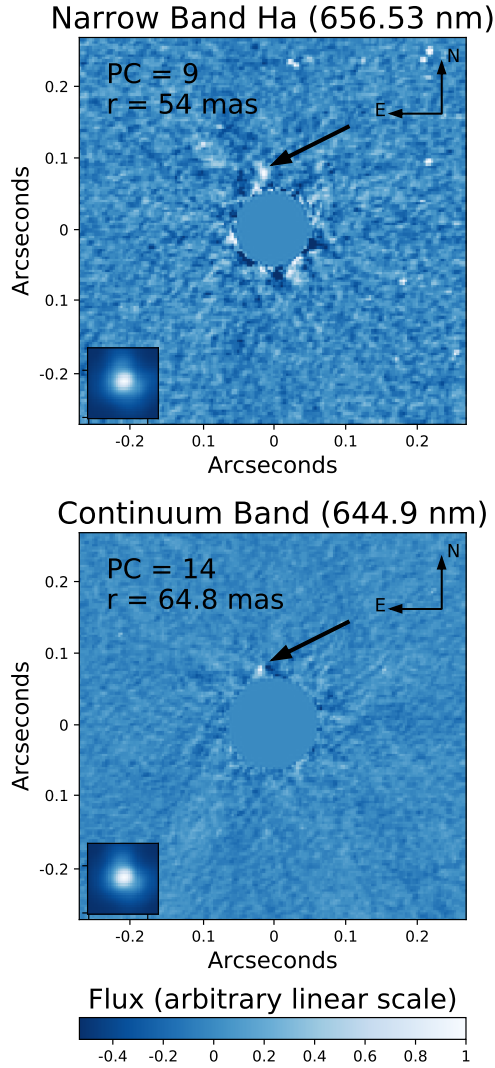 Narrow Band Ha (656.53 nm)
PC = 9
r = 54 mas
N
E
0.2
0.1
0
0.1
-0.2
Arcseconds
-0.2
0.1
0
0.1
0.2
Arcseconds
Continuum Band (644.9 nm)
PC = 14
r = 64.8 mas
N
E
0.2
0.1
0
0.1
-0.2
Arcseconds
-0.2
0.1
0
0.1
0.2
Arcseconds
Flux (arbitrary linear scale)
-0.4 -0.2 0 0.2 0.4 0.6 0.8 1